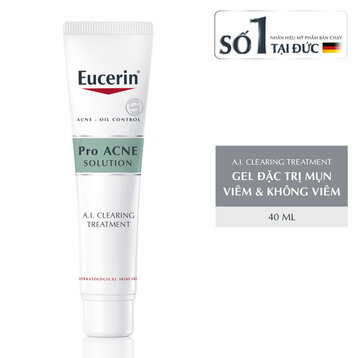 SỐ 1
NHÃN HIỆU MỸ PHẨM BÁN CHẠY
TẠI ĐỨC
Eucerin®
ACNE - OIL CONTROL
Pro ACNE
SOLUTION
A.I. CLEARING
TREATMENT
DERMATOLOGICAL SKINCARE
A.I. CLEARING TREATMENT
GEL ĐẶC TRỊ MỤN
VIÊM & KHÔNG VIÊM
40 ML